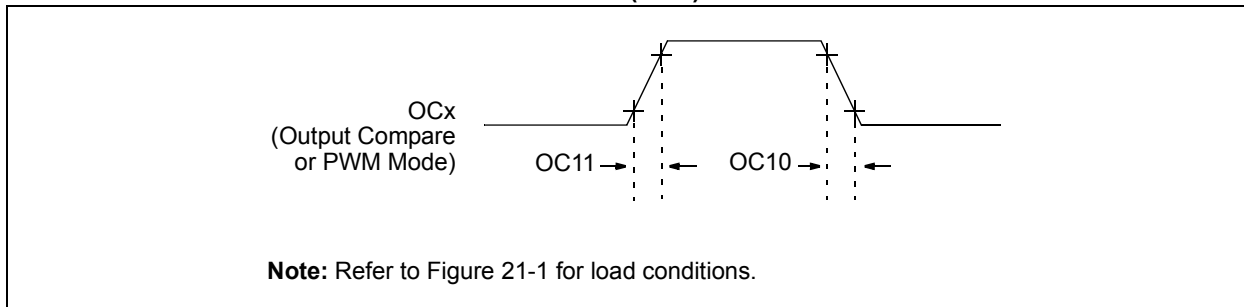 OCx
(Output Compare
or PWM Mode)
OC11
OC10
Note: Refer to Figure 21-1 for load conditions.